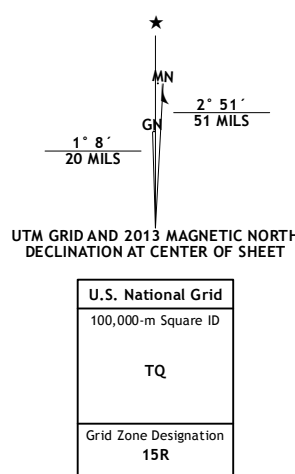 MN
GN
2° 51´
51 MILS
1° 8´
20 MILS
UTM GRID AND 2013 MAGNETIC NORTH
DECLINATION AT CENTER OF SHEET
U.S. National Grid
100,000-m Square ID
TQ
Grid Zone Designation
15R